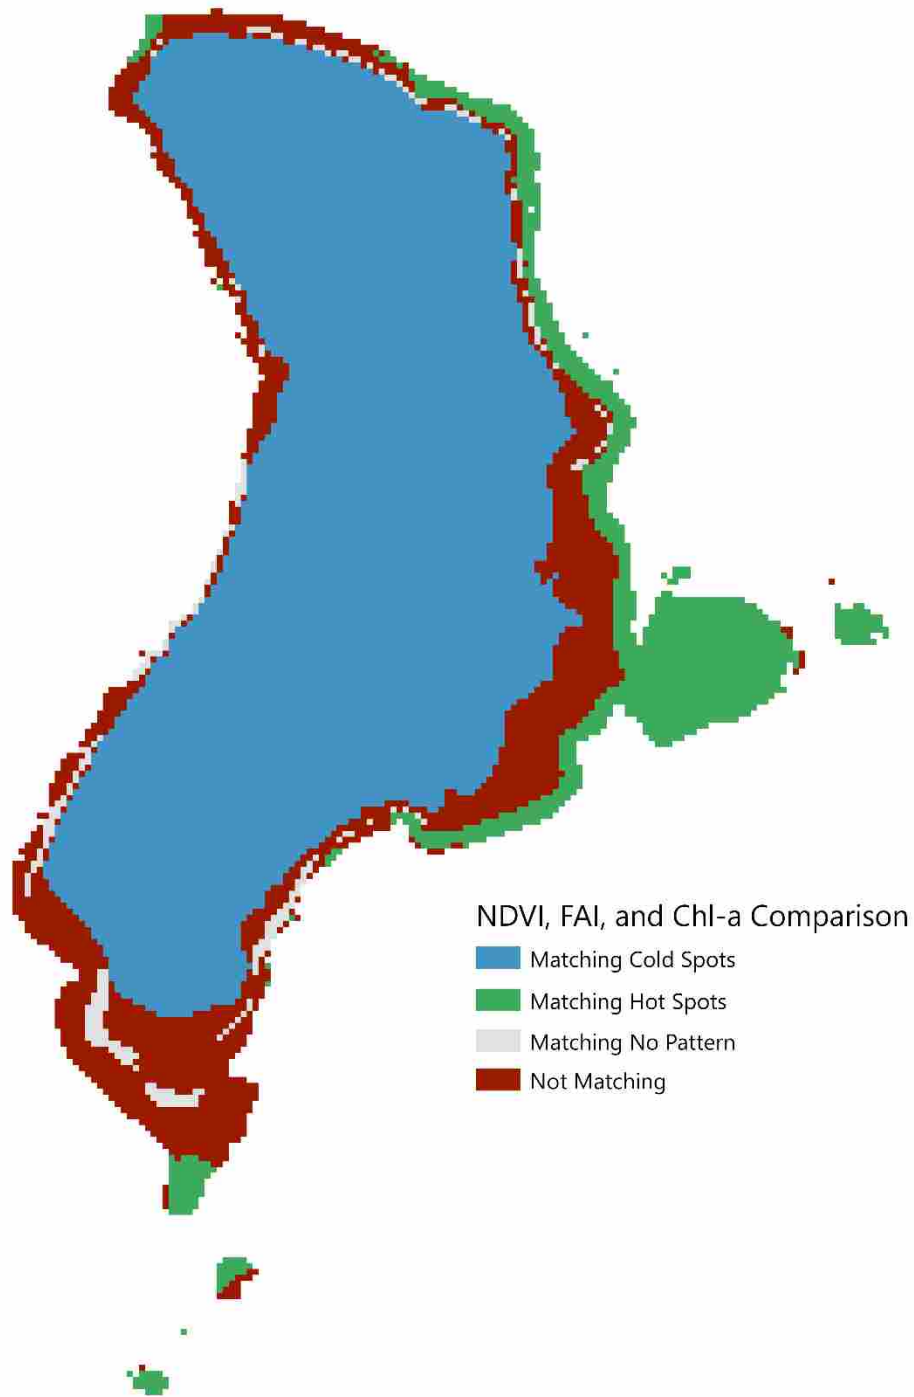 NDVI, FAI, and Chl-a Comparison
Matching Cold Spots
Matching Hot Spots
Matching No Pattern
Not Matching